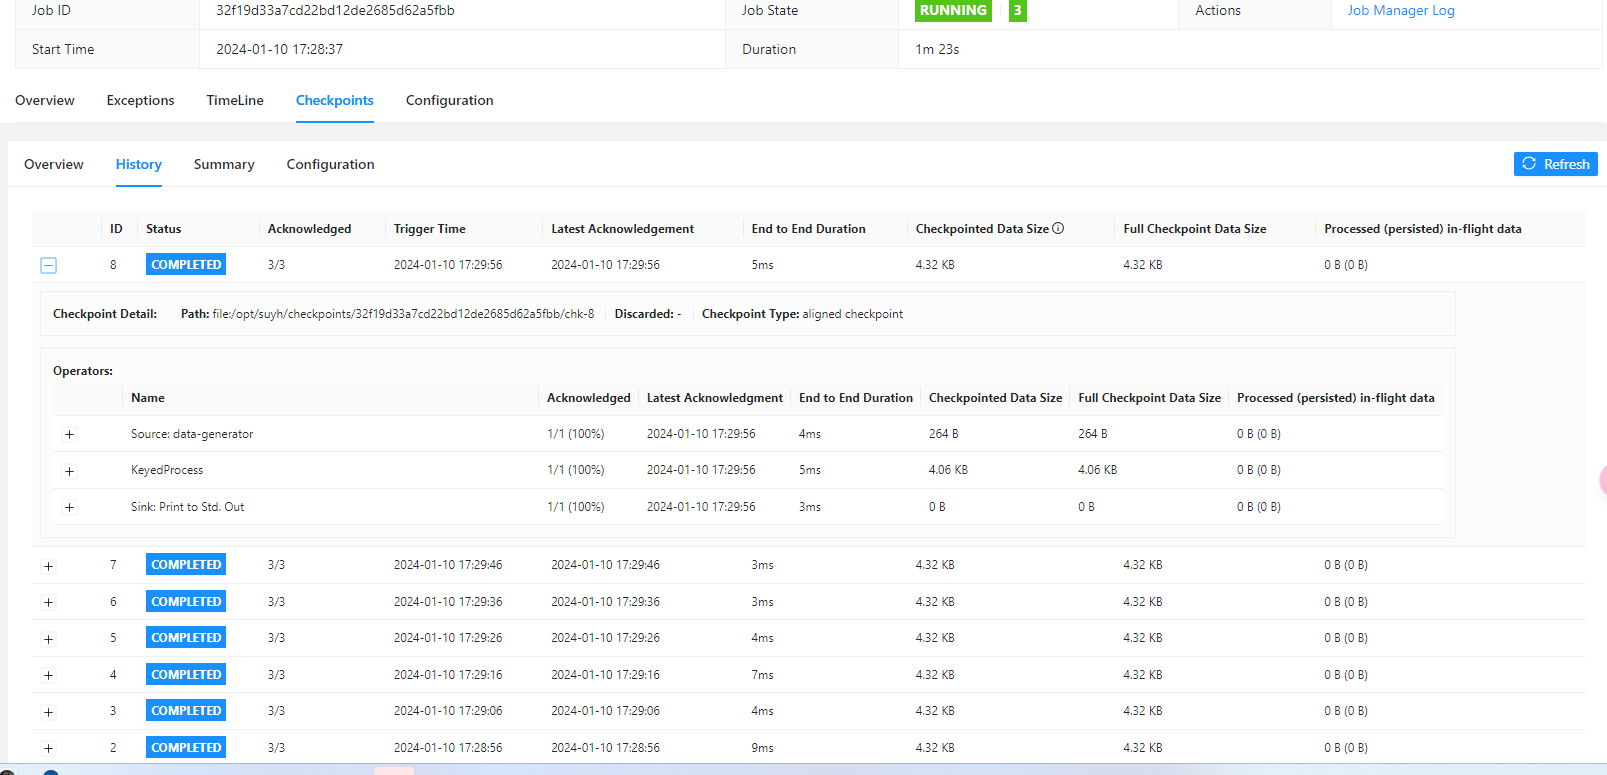 Job ID 32f19d33a7cd22bd12de2685d62a5fbb Job State RUNNING 3 Actions Job Manager Log
Start Time 2024-01-10 17:28:37 Duration 1m 23s
Overview Exceptions TimeLine Checkpoints Configuration
Overview History Summary Configuration Refresh
ID Status Acknowledged Trigger Time Latest Acknowledgement End to End Duration Checkpointed Data Size Full Checkpoint Data Size Processed (persisted) in-flight data
8 COMPLETED 3/3 2024-01-10 17:29:56 2024-01-10 17:29:56 5ms 4.32 KB 4.32 KB 0 B (0 B)
Checkpoint Detail: Path: file:/opt/suyh/checkpoints/32f19d33a7cd22bd12de2685d62a5fbb/chk-8 Discarded: - Checkpoint Type: aligned checkpoint
Operators:
Name Acknowledged Latest Acknowledgment End to End Duration Checkpointed Data Size Full Checkpoint Data Size Processed (persisted) in-flight data
Source: data-generator 1/1 (100%) 2024-01-10 17:29:56 4ms 264 B 264 B 0 B (0 B)
KeyedProcess 1/1 (100%) 2024-01-10 17:29:56 5ms 4.06 KB 4.06 KB 0 B (0 B)
Sink: Print to Std. Out 1/1 (100%) 2024-01-10 17:29:56 3ms 0 B 0 B 0 B (0 B)
7 COMPLETED 3/3 2024-01-10 17:29:46 2024-01-10 17:29:46 3ms 4.32 KB 4.32 KB 0 B (0 B)
6 COMPLETED 3/3 2024-01-10 17:29:36 2024-01-10 17:29:36 3ms 4.32 KB 4.32 KB 0 B (0 B)
5 COMPLETED 3/3 2024-01-10 17:29:26 2024-01-10 17:29:26 4ms 4.32 KB 4.32 KB 0 B (0 B)
4 COMPLETED 3/3 2024-01-10 17:29:16 2024-01-10 17:29:16 7ms 4.32 KB 4.32 KB 0 B (0 B)
3 COMPLETED 3/3 2024-01-10 17:29:06 2024-01-10 17:29:06 4ms 4.32 KB 4.32 KB 0 B (0 B)
2 COMPLETED 3/3 2024-01-10 17:28:56 2024-01-10 17:28:56 9ms 4.32 KB 4.32 KB 0 B (0 B)